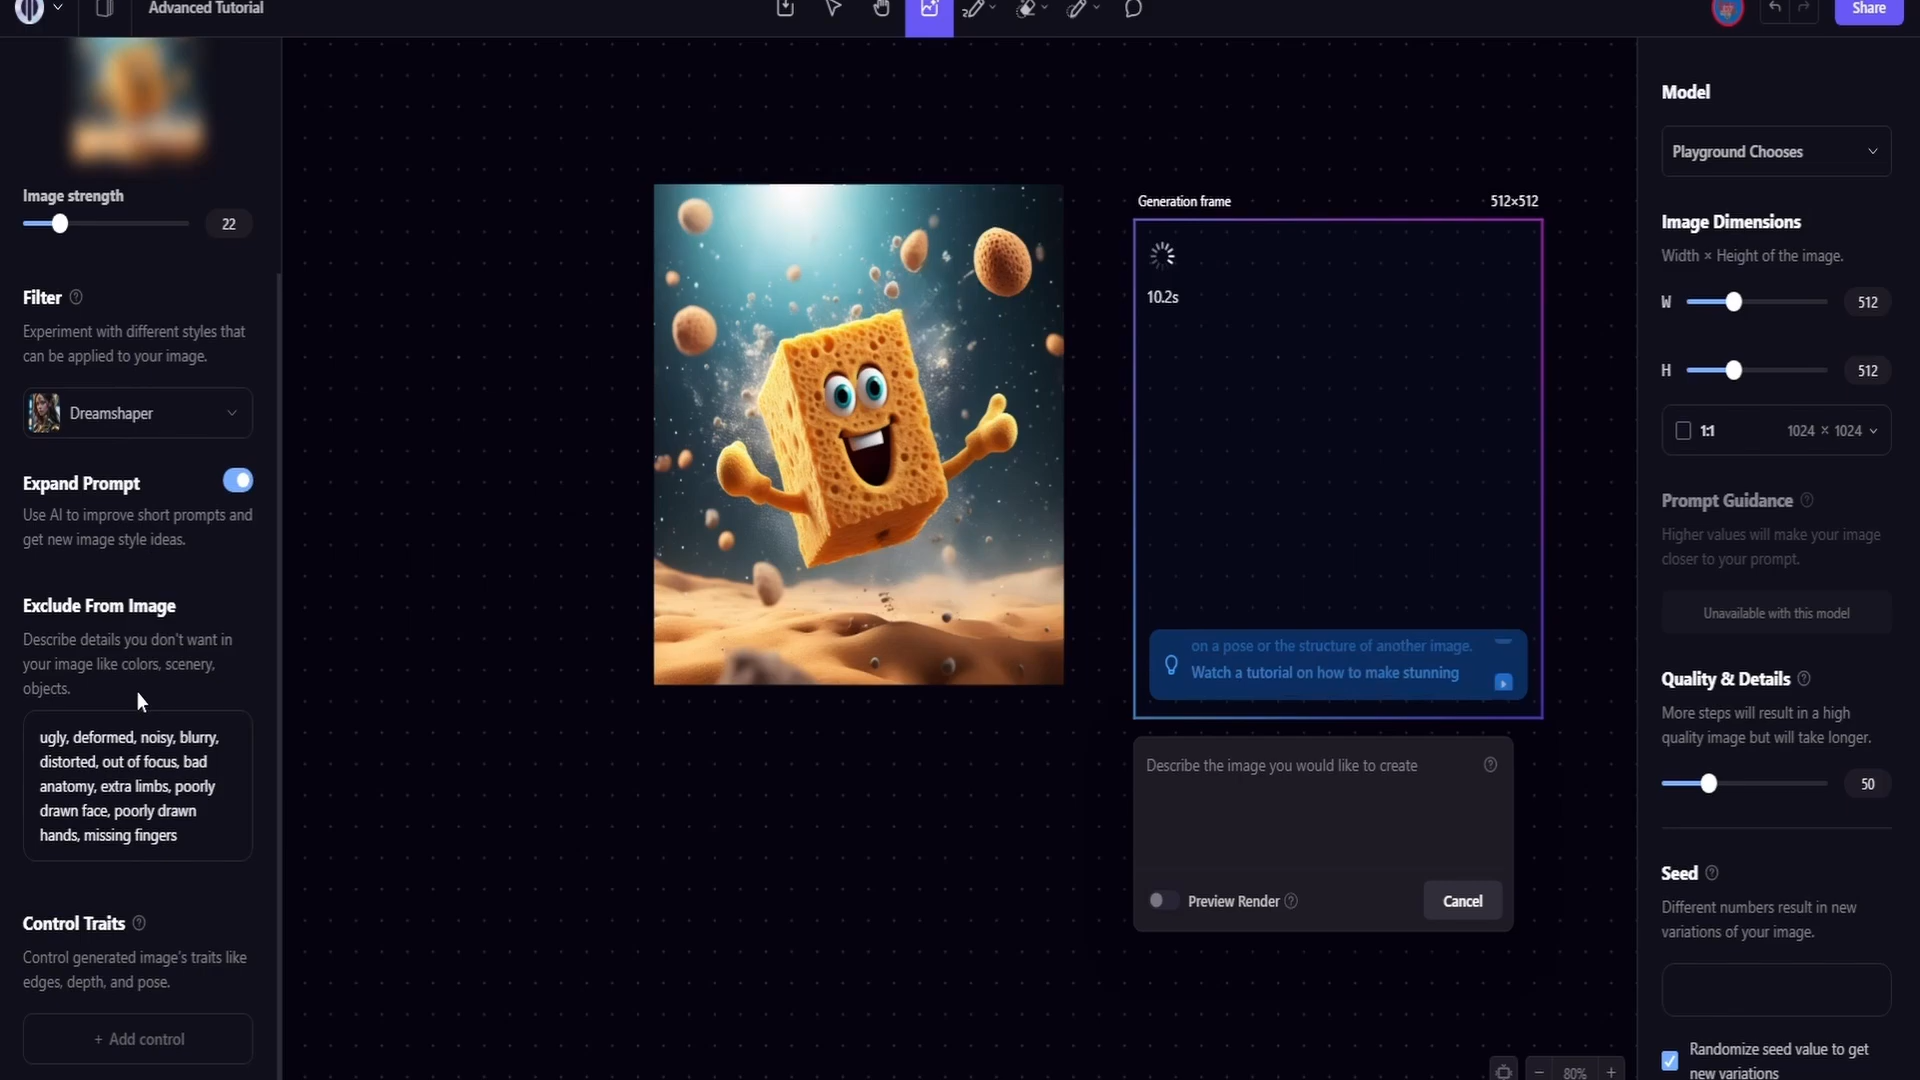 Advanced Tutorial
Share
Image strength
22
Filter
Experiment with different styles that
can be applied to your image.
Dreamshaper
Expand Prompt
Use AI to improve short prompts and
get new image style ideas.
Exclude From Image
Describe details you don't want in
your image like colors, scenery,
objects.
ugly, deformed, noisy, blurry,
distorted, out of focus, bad
anatomy, extra limbs, poorly
drawn face, poorly drawn
hands, missing fingers
Control Traits
Control generated image's traits like
edges, depth, and pose.
+ Add control
Generation frame 512×512
10.2s
on a pose or the structure of another image.
Watch a tutorial on how to make stunning
Describe the image you would like to create
Preview Render
Cancel
80%
Model
Playground Chooses
Image Dimensions
Width × Height of the image.
W 512
H 512
1:1 1024 × 1024
Prompt Guidance
Higher values will make your image
closer to your prompt.
Unavailable with this model
Quality & Details
More steps will result in a high
quality image but will take longer.
50
Seed
Different numbers result in new
variations of your image.
Randomize seed value to get
new variations